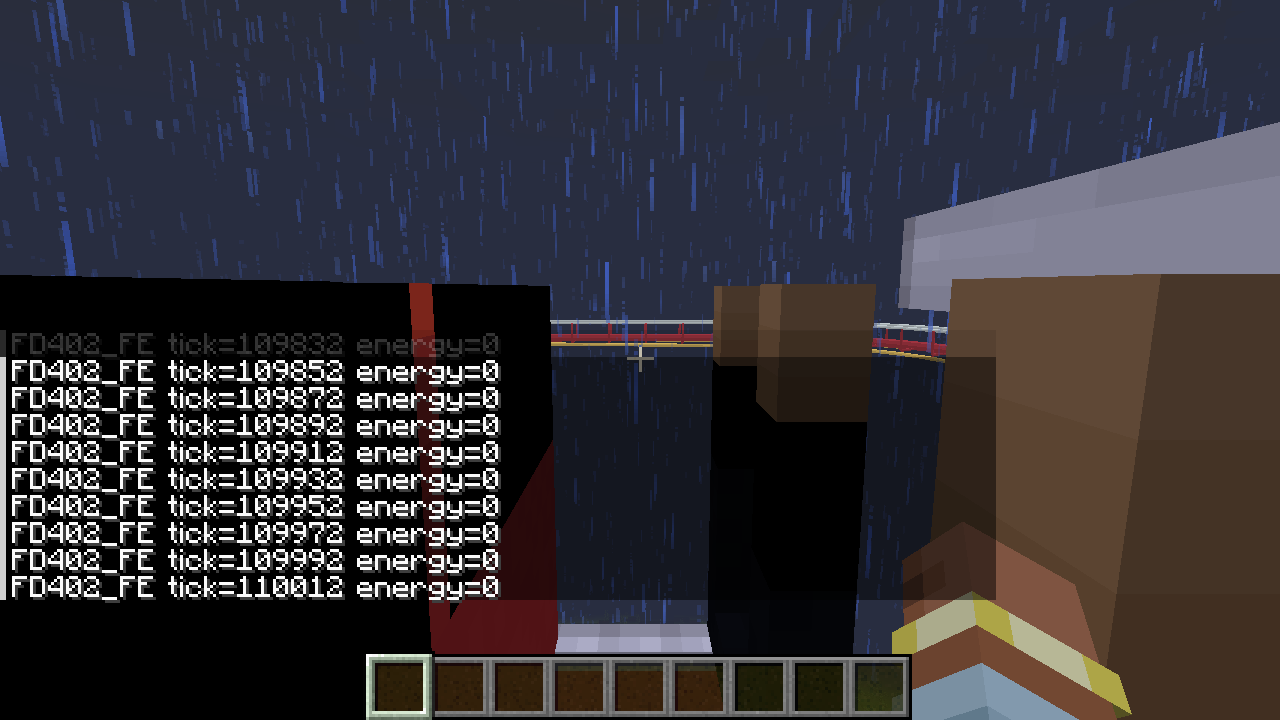 FD402_FE tick=109832 energy=0
FD402_FE tick=109852 energy=0
FD402_FE tick=109872 energy=0
FD402_FE tick=109892 energy=0
FD402_FE tick=109912 energy=0
FD402_FE tick=109932 energy=0
FD402_FE tick=109952 energy=0
FD402_FE tick=109972 energy=0
FD402_FE tick=109992 energy=0
FD402_FE tick=110012 energy=0